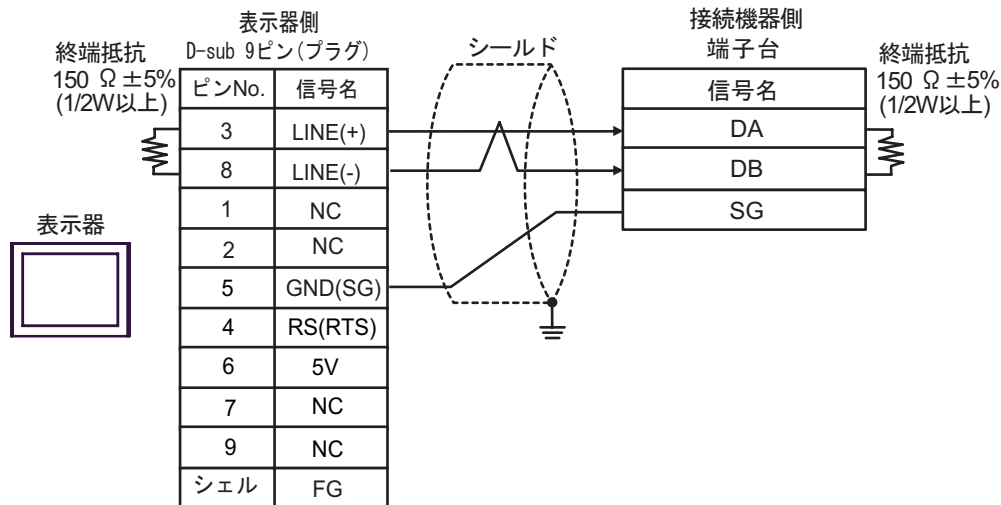 表示器側
D-sub 9ピン(プラグ)
終端抵抗
150 Ω ±5%
(1/2W以上)
ピンNo. 信号名
3 LINE(+)
8 LINE(-)
1 NC
2 NC
5 GND(SG)
4 RS(RTS)
6 5V
7 NC
9 NC
シェル FG
表示器
シールド
接続機器側
端子台
信号名
DA
DB
SG
終端抵抗
150 Ω ±5%
(1/2W以上)